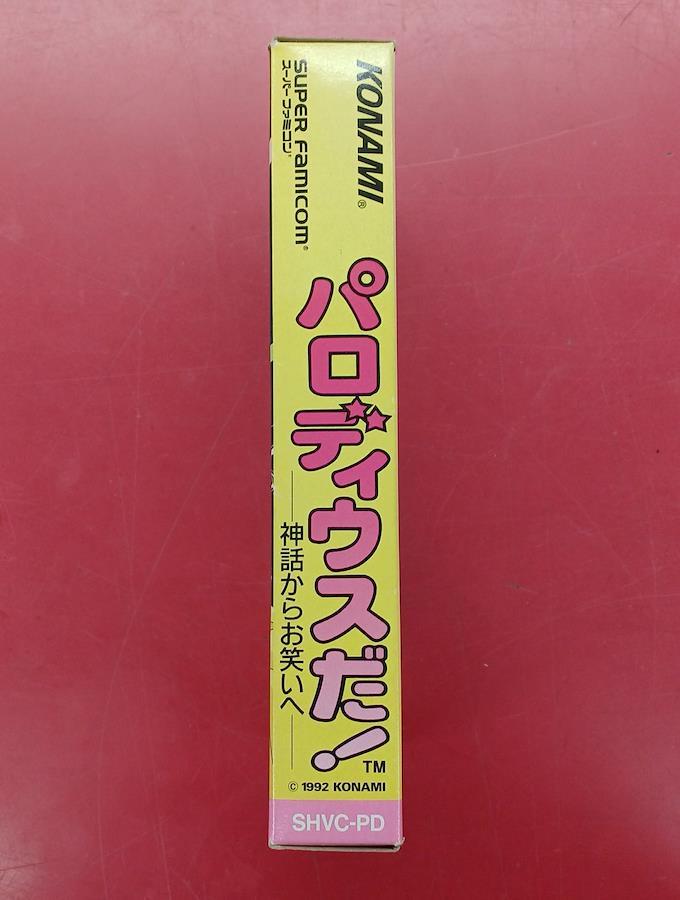 KONAMI®
SUPER FAMICOM®
スーパーファミコン®
パロディウスだ!™
神話からお笑いへ
© 1992 KONAMI
SHVC-PD